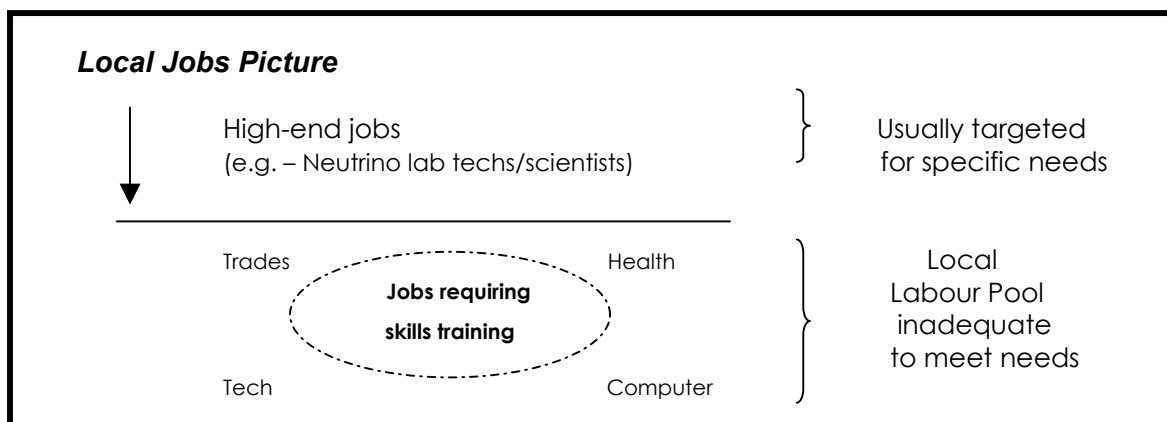 Local Jobs Picture
High-end jobs
(e.g. – Neutrino lab techs/scientists)
Usually targeted
for specific needs
Trades
Health
Jobs requiring
skills training
Tech
Computer
Local
Labour Pool
inadequate
to meet needs